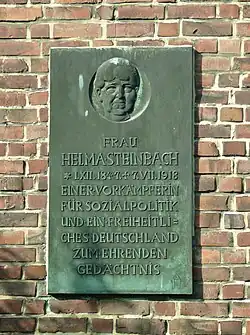 FRAU
HELMA STEINBACH
* 1.XII.1847 + 7.VII.1918
EINER VORKÄMPFERIN
FÜR SOZIALPOLITIK
UND EIN FREIHEITLI=
CHES DEUTSCHLAND
ZUM EHRENDEN
GEDÄCHTNIS